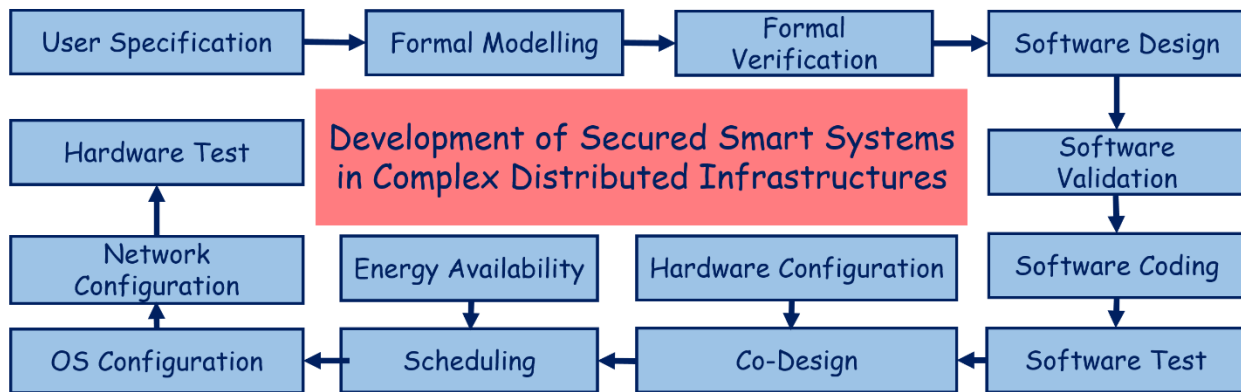 User Specification
Formal Modelling
Formal
Verification
Software Design
Hardware Test
Development of Secured Smart Systems
in Complex Distributed Infrastructures
Software
Validation
Network
Configuration
Energy Availability
Hardware Configuration
Software Coding
OS Configuration
Scheduling
Co-Design
Software Test